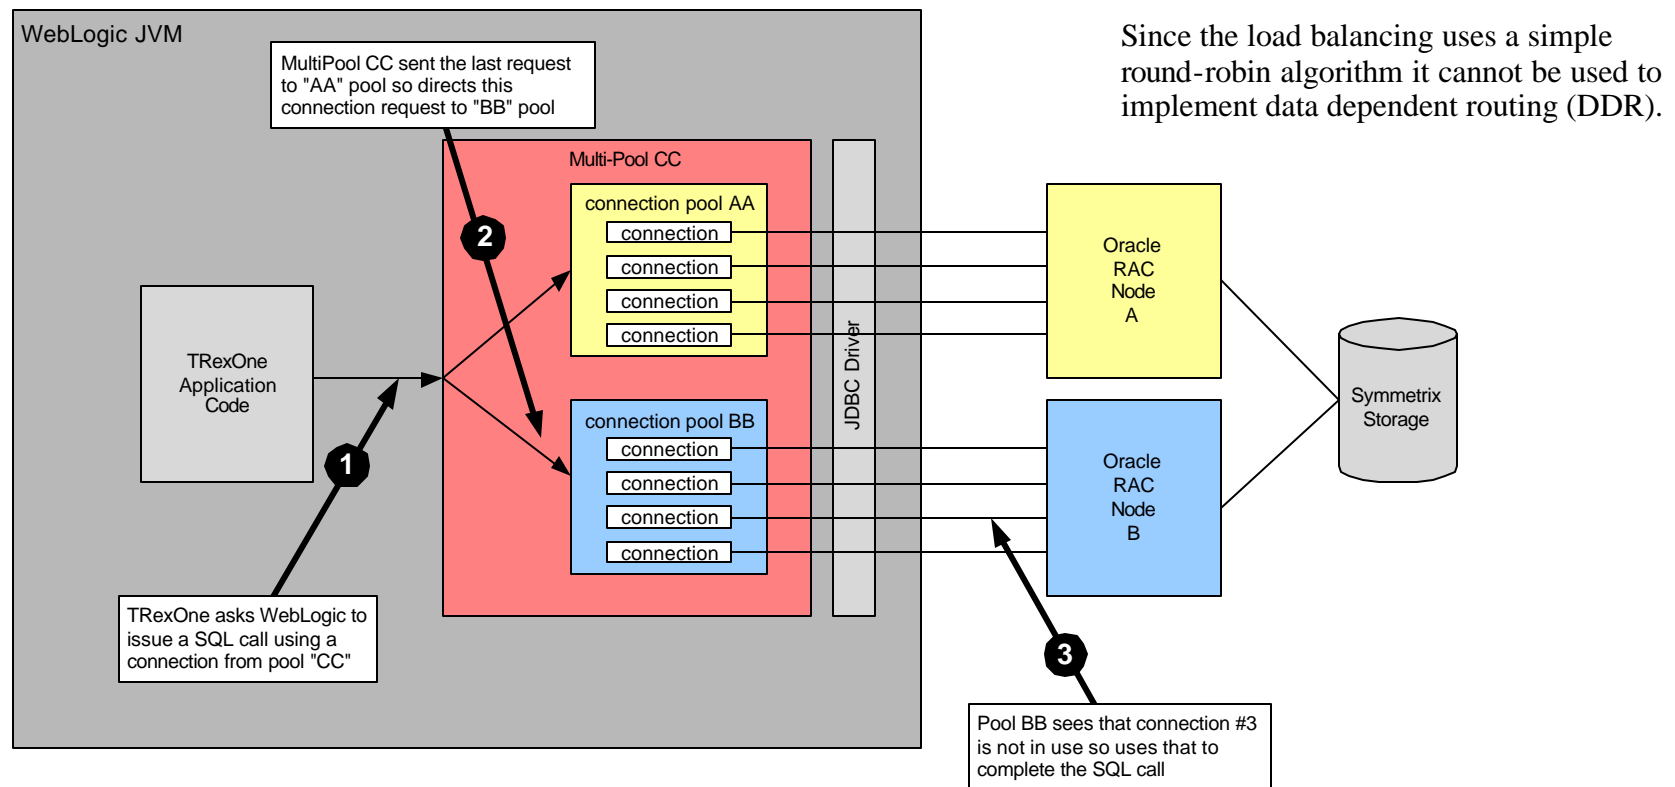 WebLogic JVM
MultiPool CC sent the last request
to "AA" pool so directs this
connection request to "BB" pool
Since the load balancing uses a simple
round-robin algorithm it cannot be used to
implement data dependent routing (DDR).
Multi-Pool CC
connection pool AA
connection
connection
connection
connection
2
Oracle
RAC
Node
A
TRexOne
Application
Code
JDBC Driver
Symmetrix
Storage
connection pool BB
connection
connection
connection
connection
1
Oracle
RAC
Node
B
TRexOne asks WebLogic to
issue a SQL call using a
connection from pool "CC"
3
Pool BB sees that connection #3
is not in use so uses that to
complete the SQL call